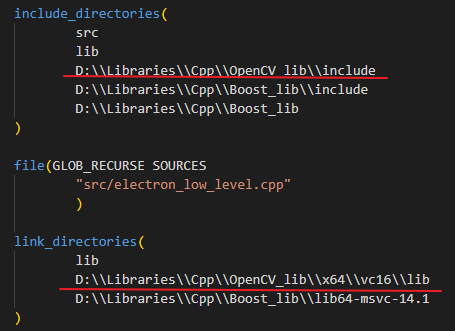 include_directories(
src
lib
D:\\Libraries\\Cpp\\OpenCV_lib\\include
D:\\Libraries\\Cpp\\Boost_lib\\include
D:\\Libraries\\Cpp\\Boost_lib
)
file(GLOB_RECURSE SOURCES
"src/electron_low_level.cpp"
)
link_directories(
lib
D:\\Libraries\\Cpp\\OpenCV_lib\\x64\\vc16\\lib
D:\\Libraries\\Cpp\\Boost_lib\\lib64-msvc-14.1
)